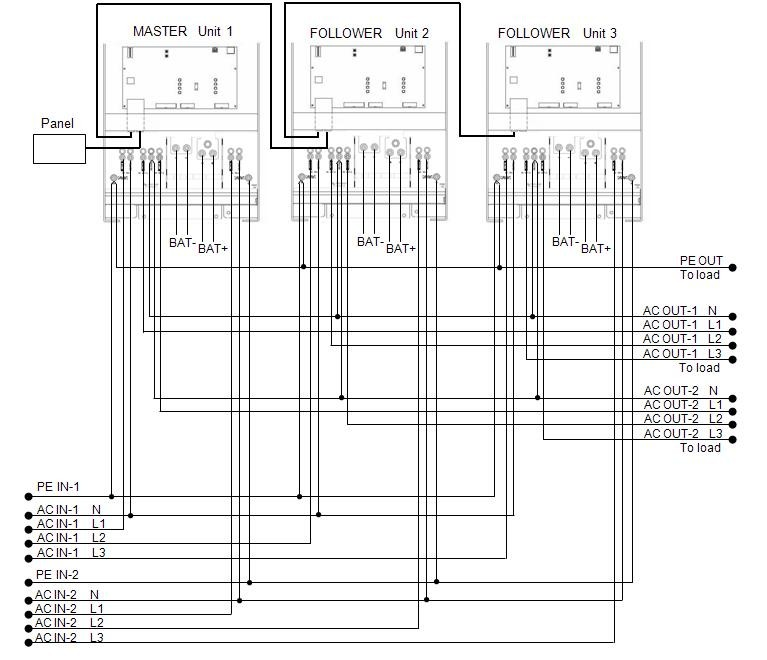 MASTER Unit 1
FOLLOWER Unit 2
FOLLOWER Unit 3
Panel
BAT-
BAT+
BAT-
BAT+
BAT-
BAT+
PE OUT
To load
AC OUT-1 N
AC OUT-1 L1
AC OUT-1 L2
AC OUT-1 L3
To load
AC OUT-2 N
AC OUT-2 L1
AC OUT-2 L2
AC OUT-2 L3
To load
PE IN-1
AC IN-1 N
AC IN-1 L1
AC IN-1 L2
AC IN-1 L3
PE IN-2
AC IN-2 N
AC IN-2 L1
AC IN-2 L2
AC IN-2 L3